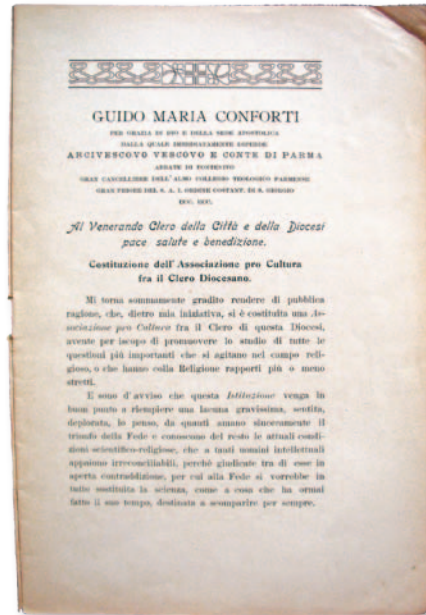 GUIDO MARIA CONFORTI
PER GRAZIA DI DIO E DELLA SEDE APOSTOLICA
DALLA QUALE IMMEDIATAMENTE DIPENDE
ARCIVESCOVO VESCOVO E CONTE DI PARMA
ABBATE DI FONTEVIVO
GRAN CANCELLIERE DELL'ALMO COLLEGIO TEOLOGICO PARMENSE
GRAN PRIORE DEL S. A. I. ORDINE COSTANT. DI S. GIORGIO
ECC. ECC.
Al Venerando Clero della Città e della Diocesi
pace salute e benedizione.
Costituzione dell'Associazione pro Cultura
fra il Clero Diocesano.
Mi torna sommamente gradito rendere di pubblica
ragione, che, dietro mia iniziativa, si è costituita una As-
sociazione pro Cultura fra il Clero di questa Diocesi,
avente per iscopo di promuovere lo studio di tutte le
questioni più importanti che si agitano nel campo reli-
gioso, o che hanno colla Religione rapporti più o meno
stretti.
E sono d'avviso che questa Istituzione venga in
buon punto a riempiere una lacuna gravissima, sentita,
deplorata, io penso, da quanti amano sinceramente il
trionfo della Fede e conoscono del resto le attuali condi-
zioni scientifico-religiose, che a tanti uomini intellettuali
appaiono irreconciliabili, perchè giudicate tra di esse in
aperta contraddizione, per cui alla Fede si vorrebbe in
tutto sostituita la scienza, come a cosa che ha ormai
fatto il suo tempo, destinata a scomparire per sempre.